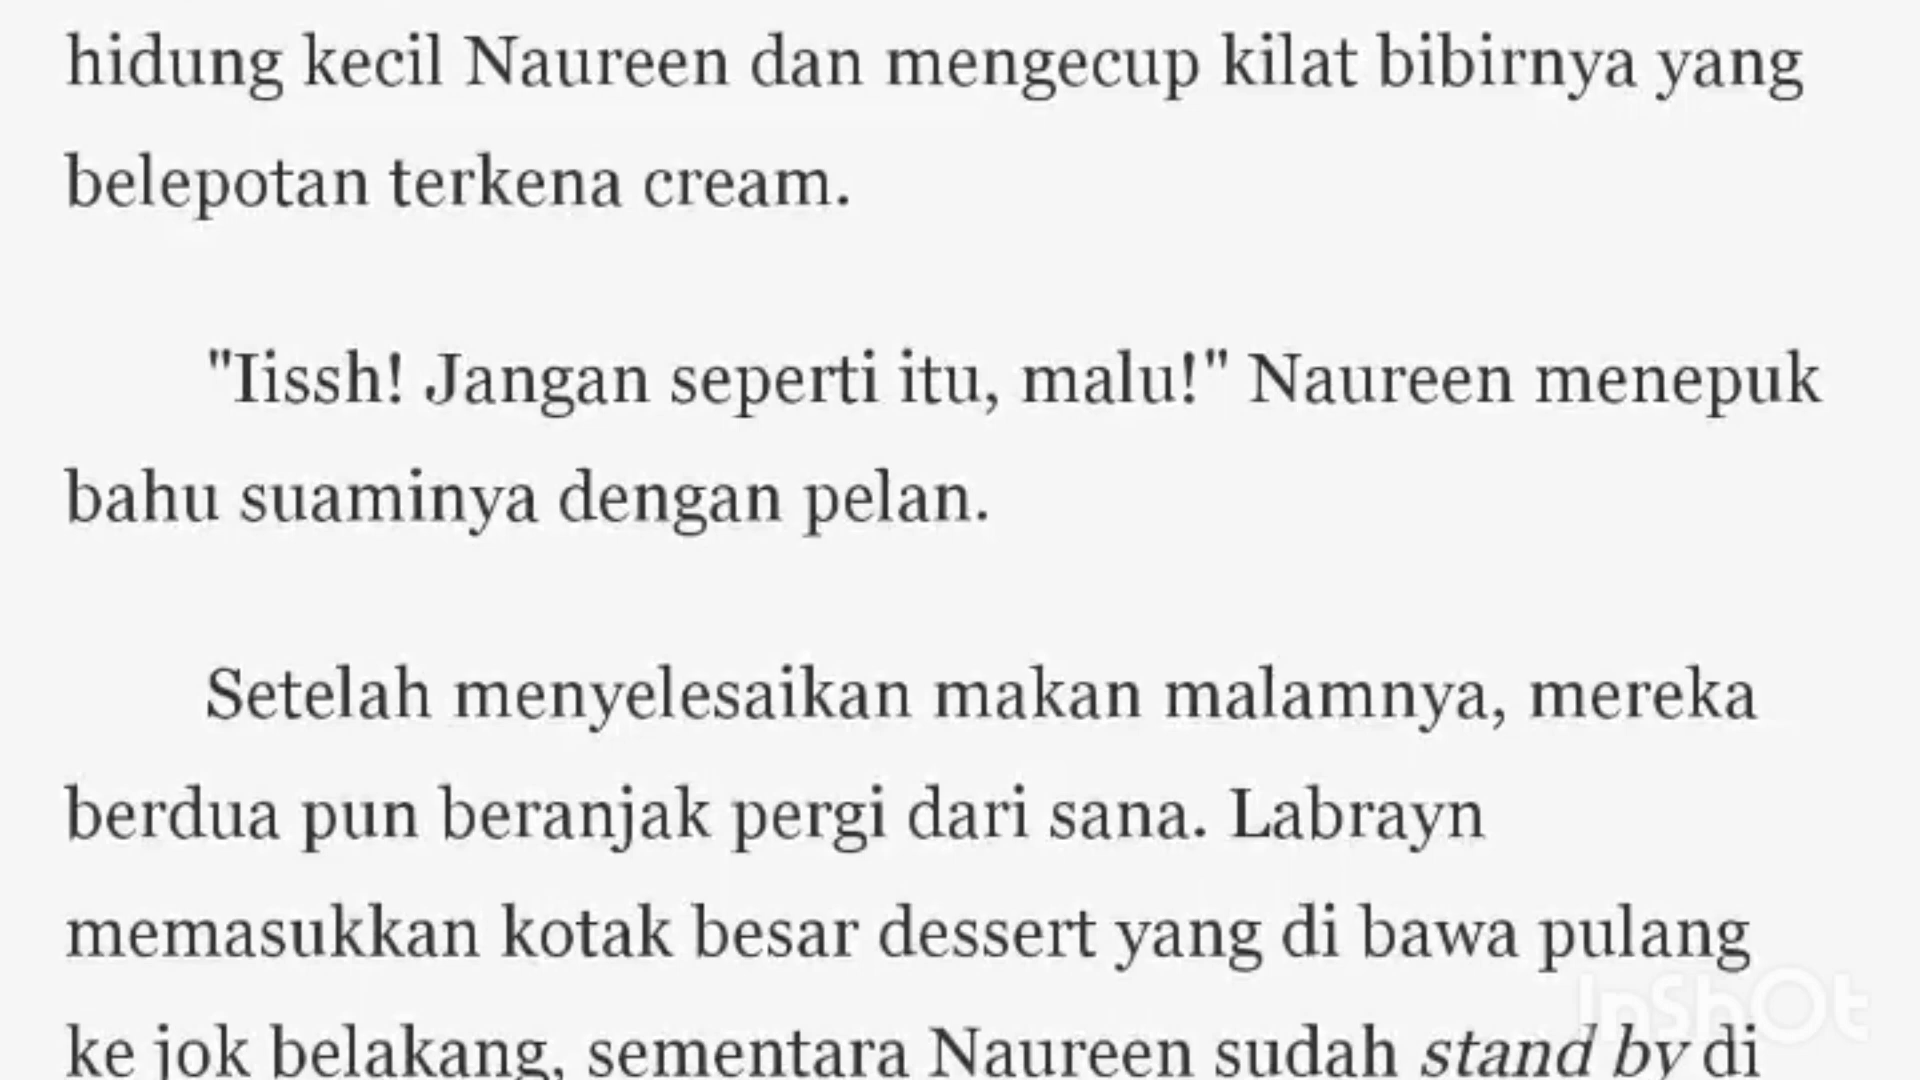 hidung kecil Naureen dan mengecup kilat bibirnya yang
belepotan terkena cream.
"Iissh! Jangan seperti itu, malu!" Naureen menepuk
bahu suaminya dengan pelan.
Setelah menyelesaikan makan malamnya, mereka
berdua pun beranjak pergi dari sana. Labrayn
memasukkan kotak besar dessert yang di bawa pulang
ke jok belakang, sementara Naureen sudah stand by di
InShOt